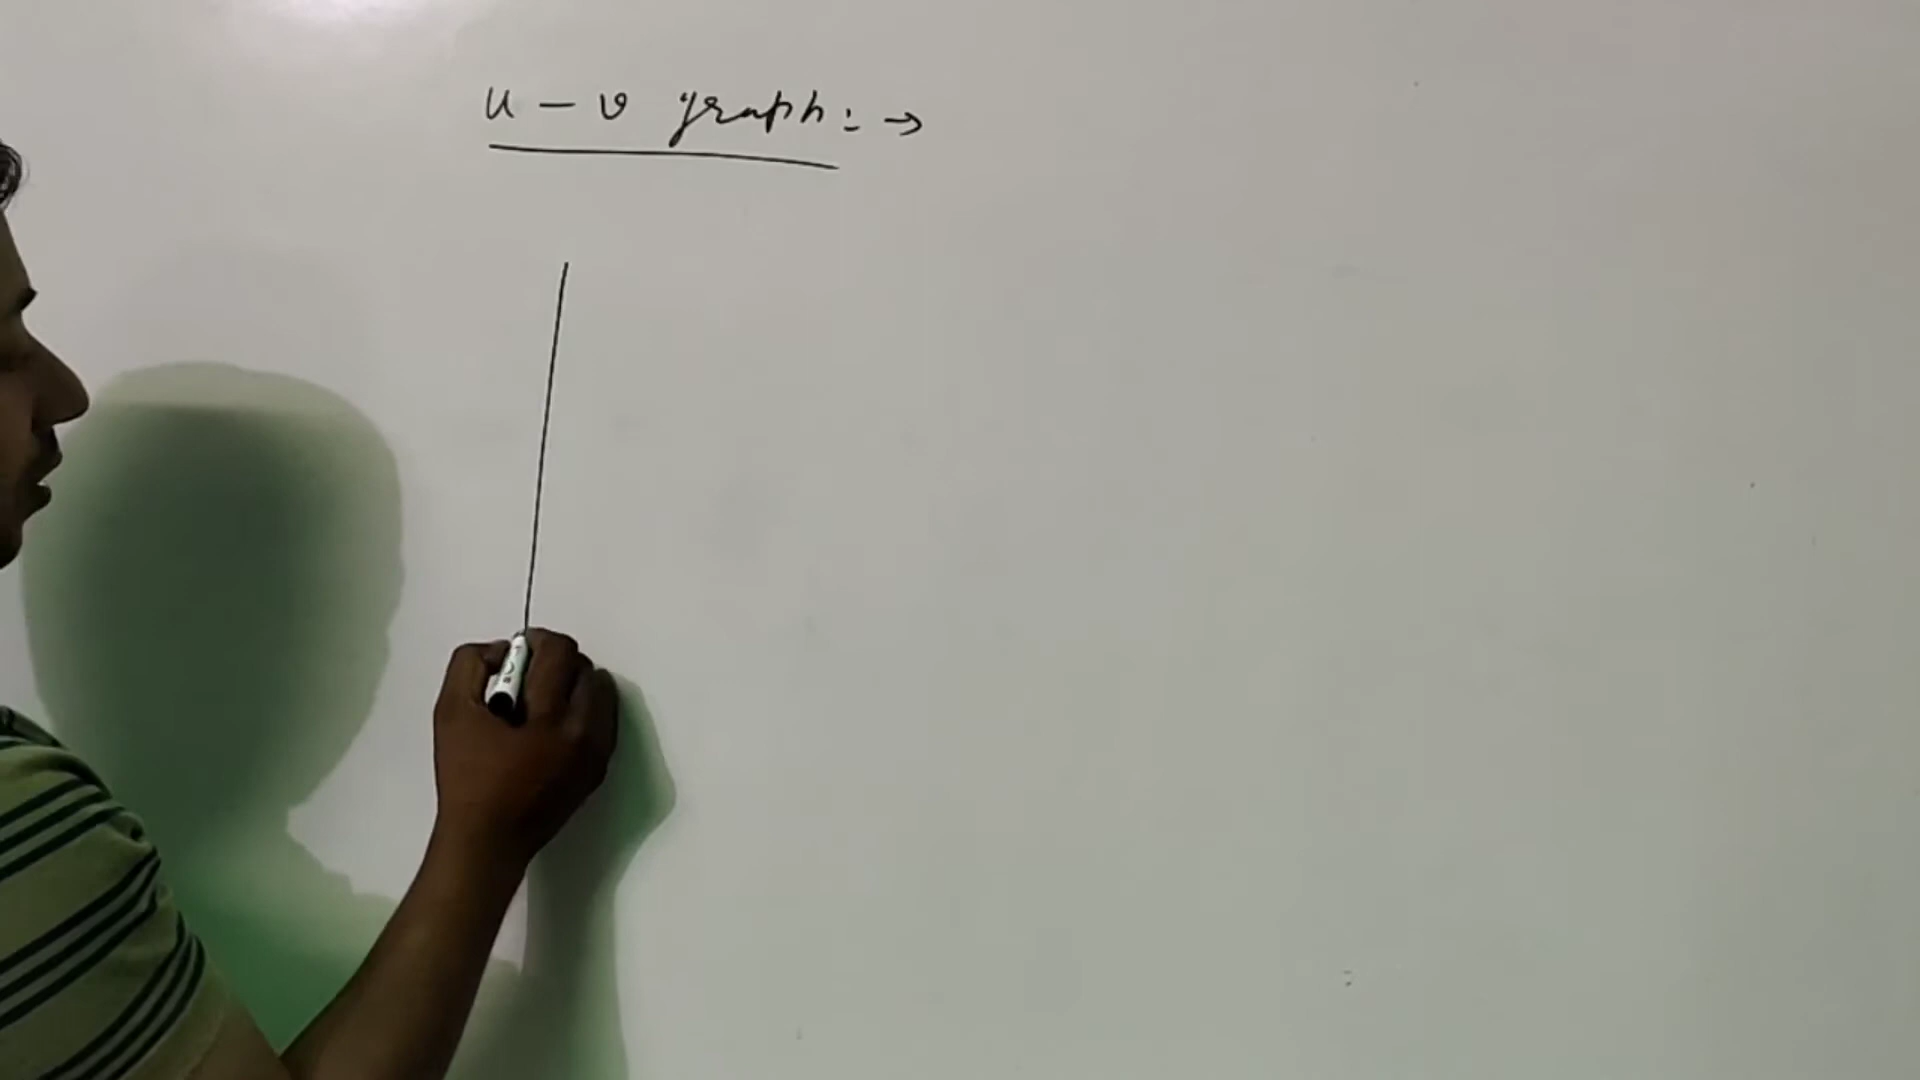 u - v graph: →